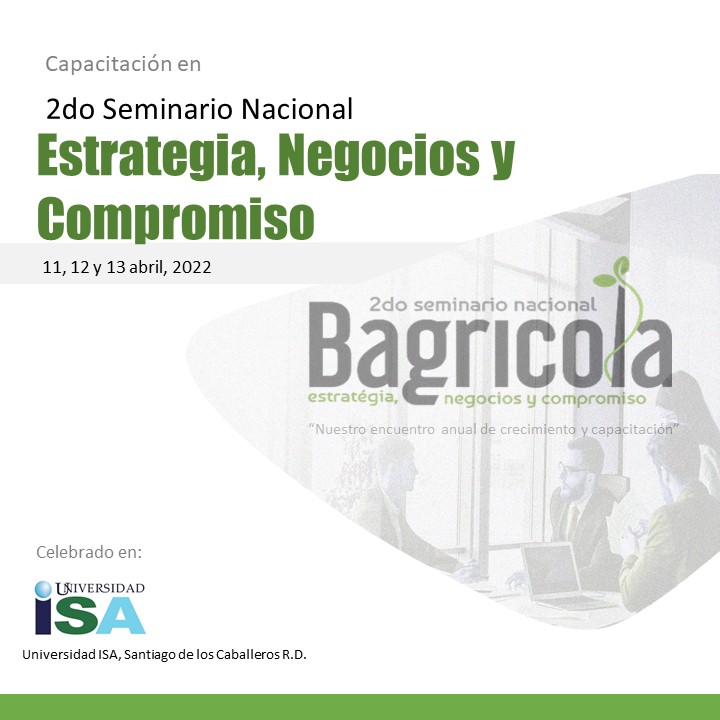 Capacitación en
2do Seminario Nacional
Estrategia, Negocios y
Compromiso
11, 12 y 13 abril, 2022
2do seminario nacional
Bagricola
estratégia, negocios y compromiso
“Nuestro encuentro anual de crecimiento y capacitación”
Celebrado en:
UNIVERSIDAD
ISA
Universidad ISA, Santiago de los Caballeros R.D.